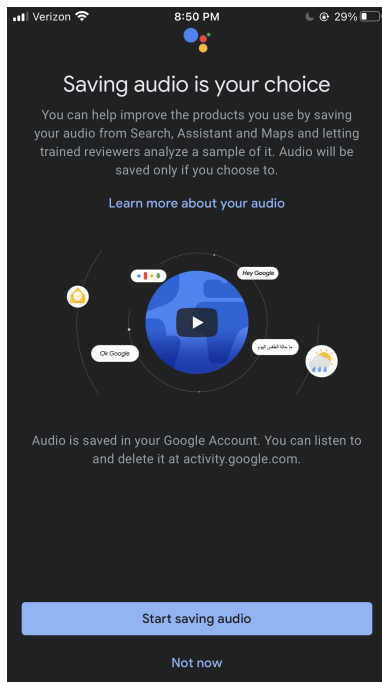 Verizon 8:50 PM 29%
Saving audio is your choice
You can help improve the products you use by saving
your audio from Search, Assistant and Maps and letting
trained reviewers analyze a sample of it. Audio will be
saved only if you choose to.
Learn more about your audio
Hey Google
Ok Google
ما حالة الطقس اليوم
Audio is saved in your Google Account. You can listen to
and delete it at activity.google.com.
Start saving audio
Not now